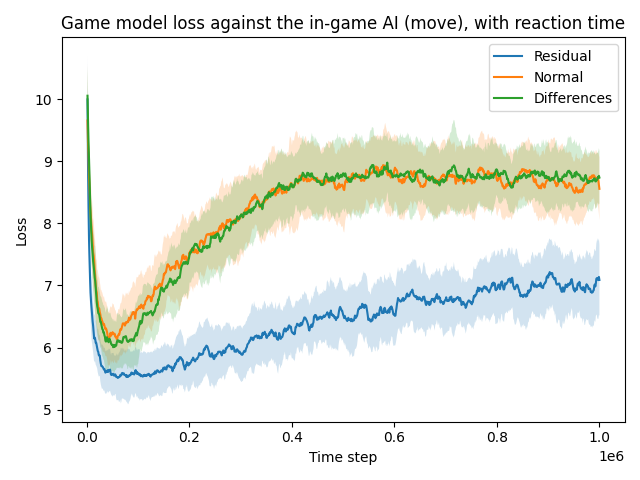 Game model loss against the in-game AI (move), with reaction time
Residual
Normal
Differences
Loss
10
9
8
7
6
5
0.0
0.2
0.4
0.6
0.8
1.0
1e6
Time step